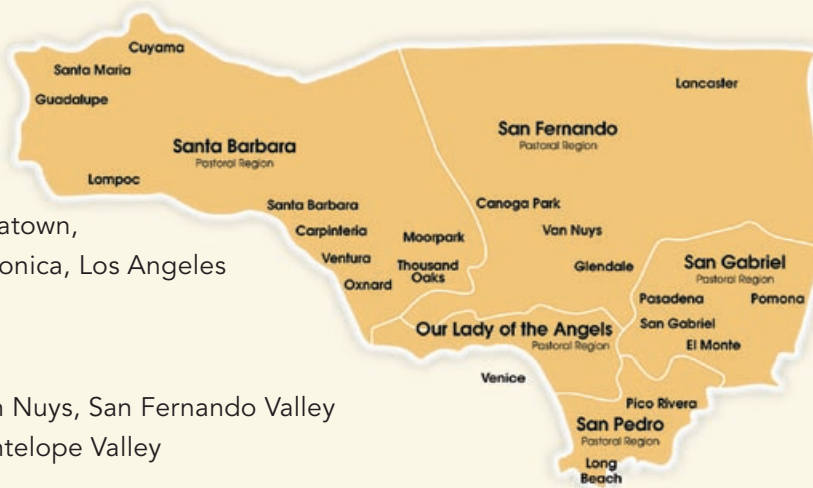 Cuyama
Santa Maria
Guadalupe
Lompoc
Santa Barbara
Pastoral Region
Santa Barbara
Carpinteria
Ventura
Oxnard
Moorpark
Thousand
Oaks
San Fernando
Pastoral Region
Lancaster
Canoga Park
Van Nuys
Glendale
San Gabriel
Pastoral Region
Pasadena
Pomona
San Gabriel
El Monte
Our Lady of the Angels
Pastoral Region
Venice
Pico Rivera
San Pedro
Pastoral Region
Long
Beach
atown,
onica, Los Angeles
n Nuys, San Fernando Valley
ntelope Valley